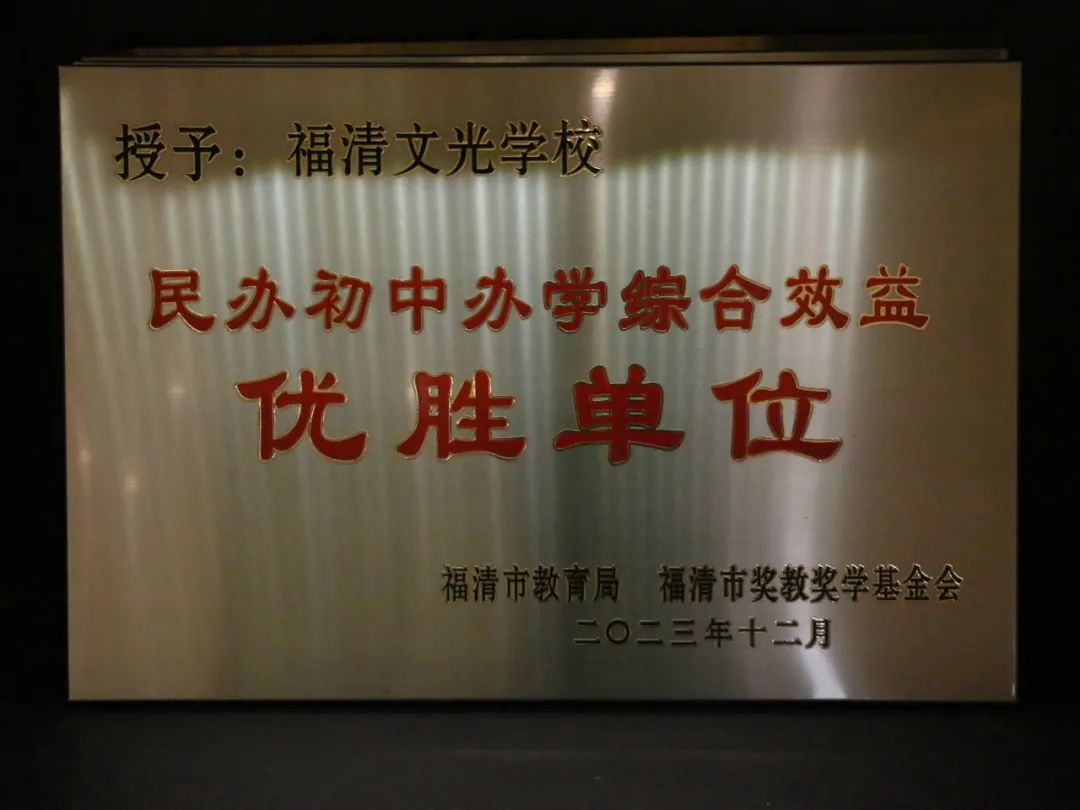 授予：福清文光学校
民办初中办学综合效益
优胜单位
福清市教育局 福清市奖教奖学基金会
二〇二三年十二月